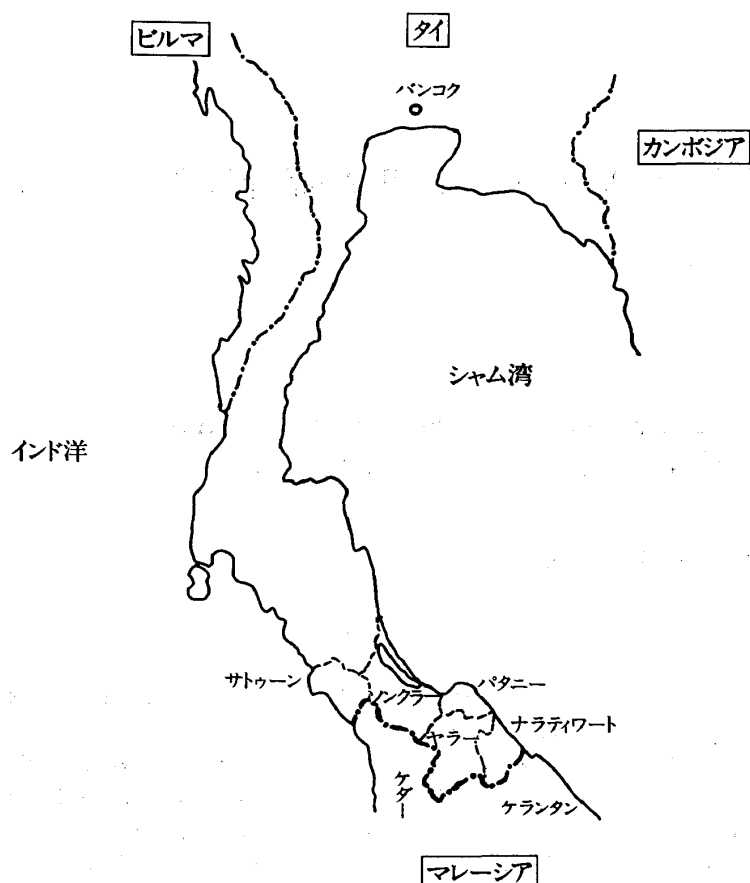 ビルマ
タイ
バンコク
カンボジア
シャム湾
インド洋
サトゥーン
ソンクラー
パタニー
ナラティワート
ヤラー
ケダー
ケランタン
マレーシア